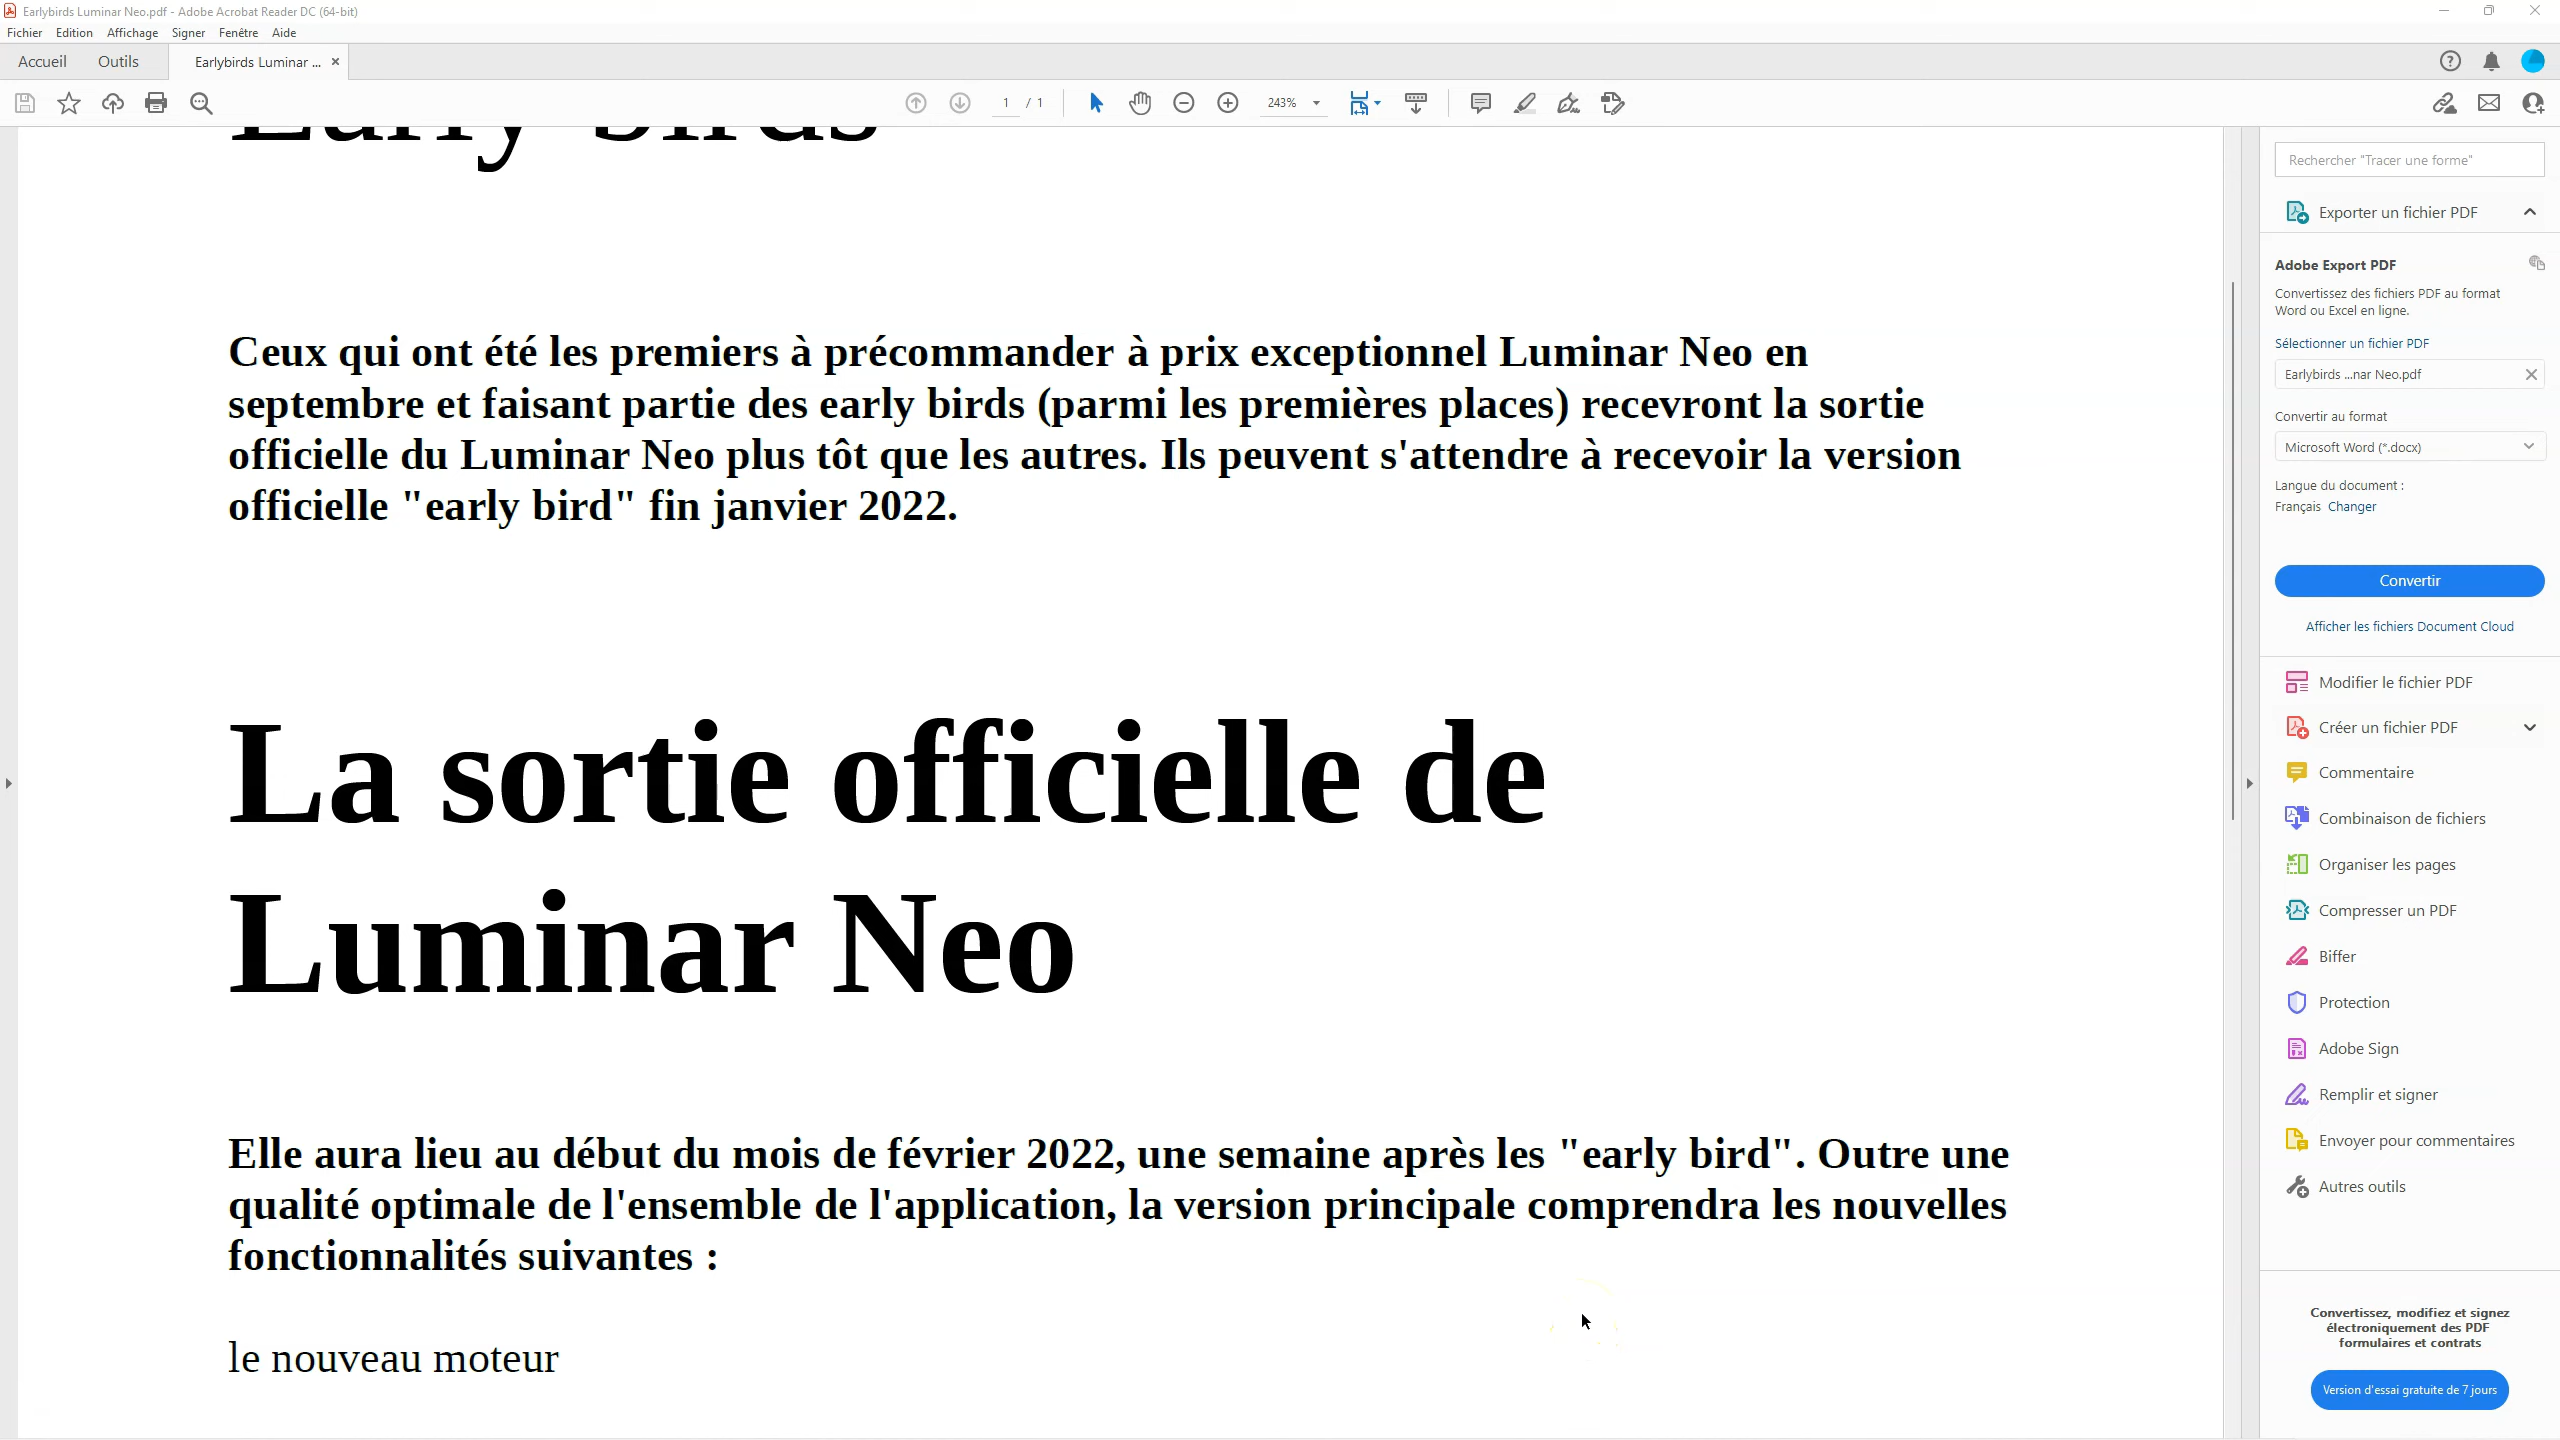 Earlybirds Luminar Neo.pdf - Adobe Acrobat Reader DC (64-bit)
Fichier Edition Affichage Signer Fenêtre Aide
Accueil Outils Earlybirds Luminar ...
1 / 1 243%
Early birds
Ceux qui ont été les premiers à précommander à prix exceptionnel Luminar Neo en
septembre et faisant partie des early birds (parmi les premières places) recevront la sortie
officielle du Luminar Neo plus tôt que les autres. Ils peuvent s'attendre à recevoir la version
officielle "early bird" fin janvier 2022.
La sortie officielle de
Luminar Neo
Elle aura lieu au début du mois de février 2022, une semaine après les "early bird". Outre une
qualité optimale de l'ensemble de l'application, la version principale comprendra les nouvelles
fonctionnalités suivantes :
le nouveau moteur
Rechercher "Tracer une forme"
Exporter un fichier PDF
Adobe Export PDF
Convertissez des fichiers PDF au format
Word ou Excel en ligne.
Sélectionner un fichier PDF
Earlybirds ...nar Neo.pdf
Convertir au format
Microsoft Word (*.docx)
Langue du document :
Français Changer
Convertir
Afficher les fichiers Document Cloud
Modifier le fichier PDF
Créer un fichier PDF
Commentaire
Combinaison de fichiers
Organiser les pages
Compresser un PDF
Biffer
Protection
Adobe Sign
Remplir et signer
Envoyer pour commentaires
Autres outils
Convertissez, modifiez et signez
électroniquement des PDF
formulaires et contrats
Version d'essai gratuite de 7 jours